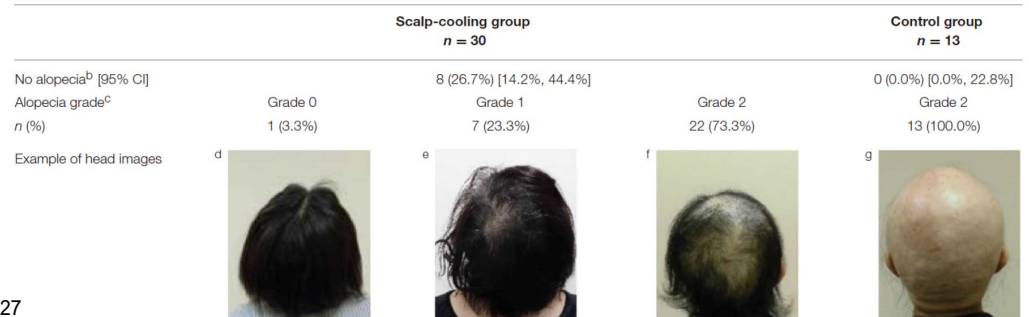 Scalp-cooling group Control group
n = 30 n = 13
No alopeciab [95% CI] 8 (26.7%) [14.2%, 44.4%] 0 (0.0%) [0.0%, 22.8%]
Alopecia gradec Grade 0 Grade 1 Grade 2 Grade 2
n (%) 1 (3.3%) 7 (23.3%) 22 (73.3%) 13 (100.0%)
Example of head images d e f g
27